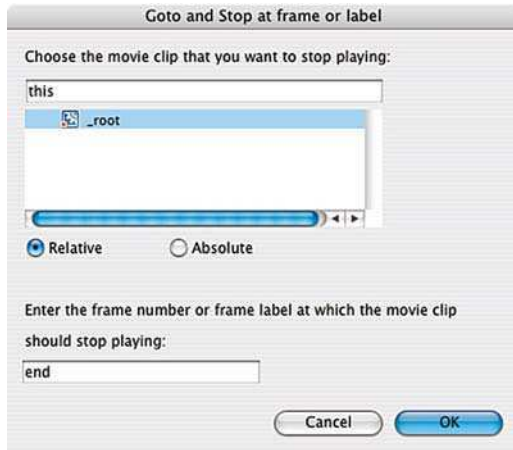 Goto and Stop at frame or label
Choose the movie clip that you want to stop playing:
this
_root
Relative
Absolute
Enter the frame number or frame label at which the movie clip
should stop playing:
end
Cancel
OK